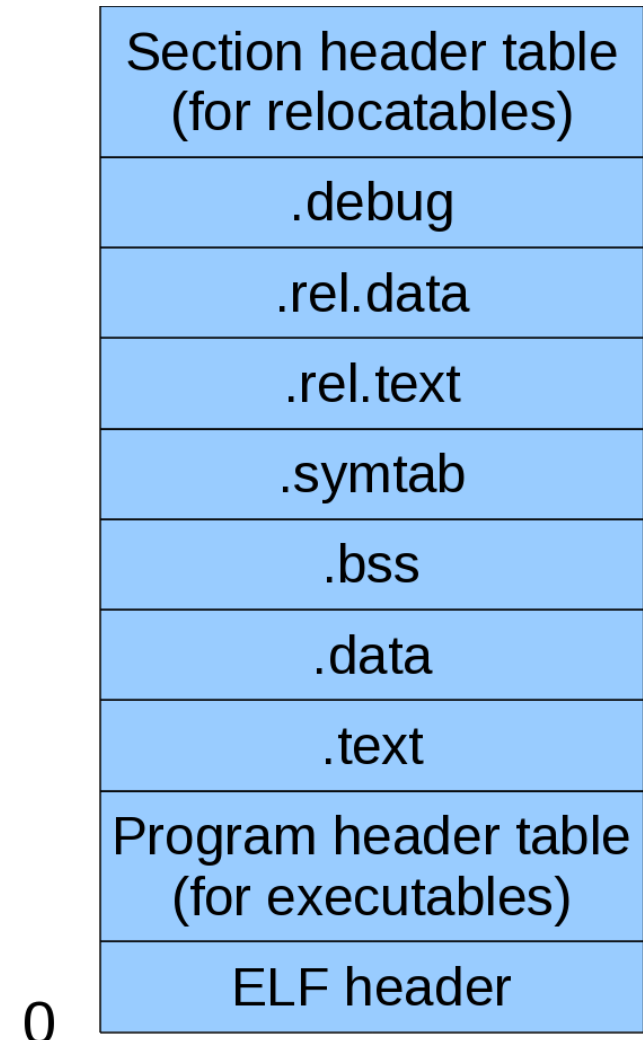 Section header table
(for relocatables)
.debug
.rel.data
.rel.text
.symtab
.bss
.data
.text
Program header table
(for executables)
ELF header
0